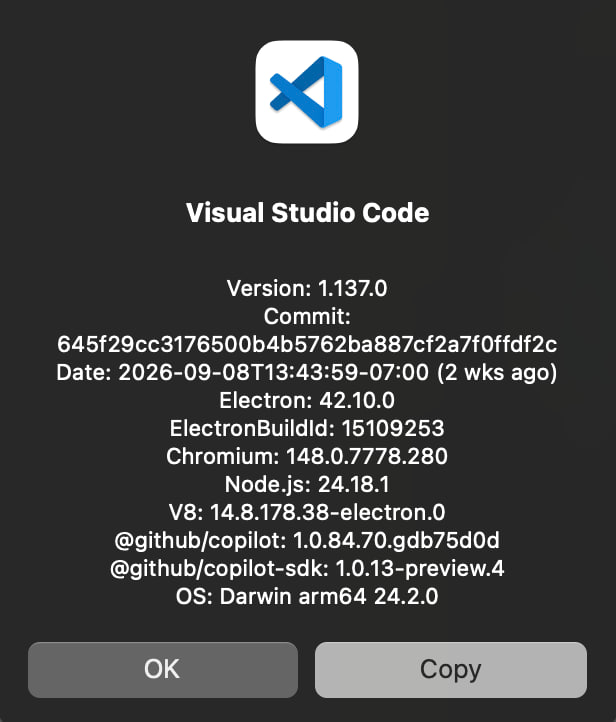 Visual Studio Code
Version: 1.137.0
Commit:
645f29cc3176500b4b5762ba887cf2a7f0ffdf2c
Date: 2026-09-08T13:43:59-07:00 (2 wks ago)
Electron: 42.10.0
ElectronBuildId: 15109253
Chromium: 148.0.7778.280
Node.js: 24.18.1
V8: 14.8.178.38-electron.0
@github/copilot: 1.0.84.70.gdb75d0d
@github/copilot-sdk: 1.0.13-preview.4
OS: Darwin arm64 24.2.0
OK
Copy